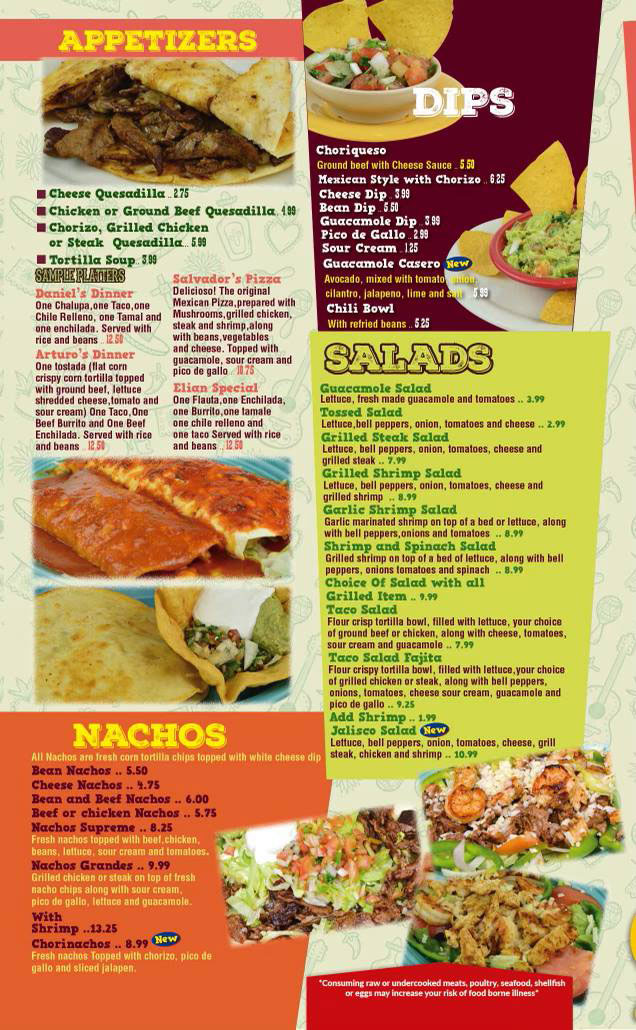 APPETIZERS
Cheese Quesadilla .. 2.75
Chicken or Ground Beef Quesadilla. 4.99
Chorizo, Grilled Chicken
or Steak Quesadilla.. 5.99
Tortilla Soup.. 3.99
SAMPLE PLATTERS
Daniel's Dinner
One Chalupa,one Taco,one
Chile Relleno, one Tamal and
one enchilada. Served with
rice and beans .. 12.50
Arturo's Dinner
One tostada (flat corn
crispy corn tortilla topped
with ground beef, lettuce
shredded cheese,tomato and
sour cream) One Taco,One
Beef Burrito and One Beef
Enchilada. Served with rice
and beans .. 12.50
Salvador's Pizza
Delicioso! The original
Mexican Pizza,prepared with
Mushrooms,grilled chicken,
steak and shrimp,along
with beans,vegetables
and cheese. Topped with
guacamole, sour cream and
pico de gallo .. 10.75
Elian Special
One Flauta,one Enchilada,
one Burrito,one tamale
one chile relleno and
one taco Served with rice
and beans .. 12.50
DIPS
Choriqueso
Ground beef with Cheese Sauce .. 5.50
Mexican Style with Chorizo .. 6.25
Cheese Dip .. 3.99
Bean Dip .. 5.50
Guacamole Dip .. 3.99
Pico de Gallo .. 2.99
Sour Cream .. 1.25
Guacamole Casero New
Avocado, mixed with tomato, onion,
cilantro, jalapeno, lime and salt .. 5.99
Chili Bowl
With refried beans .. 5.25
SALADS
Guacamole Salad
Lettuce, fresh made guacamole and tomatoes .. 3.99
Tossed Salad
Lettuce,bell peppers, onion, tomatoes and cheese .. 2.99
Grilled Steak Salad
Lettuce, bell peppers, onion, tomatoes, cheese and
grilled steak .. 7.99
Grilled Shrimp Salad
Lettuce, bell peppers, onion, tomatoes, cheese and
grilled shrimp .. 8.99
Garlic Shrimp Salad
Garlic marinated shrimp on top of a bed or lettuce, along
with bell peppers,onions and tomatoes .. 8.99
Shrimp and Spinach Salad
Grilled shrimp on top of a bed of lettuce, along with bell
peppers, onions tomatoes and spinach .. 8.99
Choice Of Salad with all
Grilled Item .. 9.99
Taco Salad
Flour crisp tortilla bowl, filled with lettuce, your choice
of ground beef or chicken, along with cheese, tomatoes,
sour cream and guacamole .. 7.99
Taco Salad Fajita
Flour crispy tortilla bowl, filled with lettuce,your choice
of grilled chicken or steak, along with bell peppers,
onions, tomatoes, cheese sour cream, guacamole and
pico de gallo .. 9.25
Add Shrimp .. 1.99
Jalisco Salad New
Lettuce, bell peppers, onion, tomatoes, cheese, grill
steak, chicken and shrimp .. 10.99
NACHOS
All Nachos are fresh corn tortilla chips topped with white cheese dip
Bean Nachos .. 5.50
Cheese Nachos .. 4.75
Bean and Beef Nachos .. 6.00
Beef or chicken Nachos .. 5.75
Nachos Supreme .. 8.25
Fresh nachos topped with beef,chicken,
beans, lettuce, sour cream and tomatoes.
Nachos Grandes .. 9.99
Grilled chicken or steak on top of fresh
nacho chips along with sour cream,
pico de gallo, lettuce and guacamole.
With
Shrimp ..13.25
Chorinachos .. 8.99 New
Fresh nachos Topped with chorizo, pico de
gallo and sliced jalapen.
*Consuming raw or undercooked meats, poultry, seafood, shellfish
or eggs may increase your risk of food borne illness*